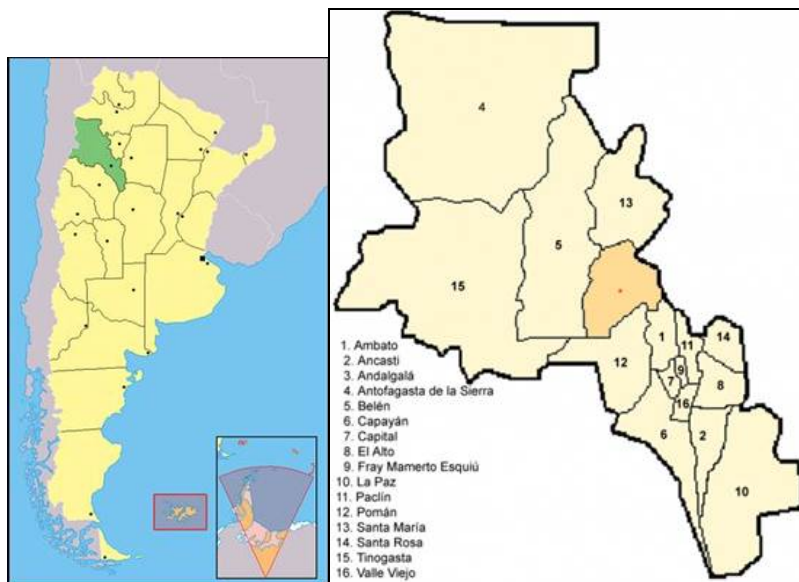 4
13
5
15
1
11
14
12
9
7
8
16
6
2
10
1. Ambato
2. Ancasti
3. Andalgalá
4. Antofagasta de la Sierra
5. Belén
6. Capayán
7. Capital
8. El Alto
9. Fray Mamerto Esquiú
10. La Paz
11. Paclín
12. Pomán
13. Santa María
14. Santa Rosa
15. Tinogasta
16. Valle Viejo